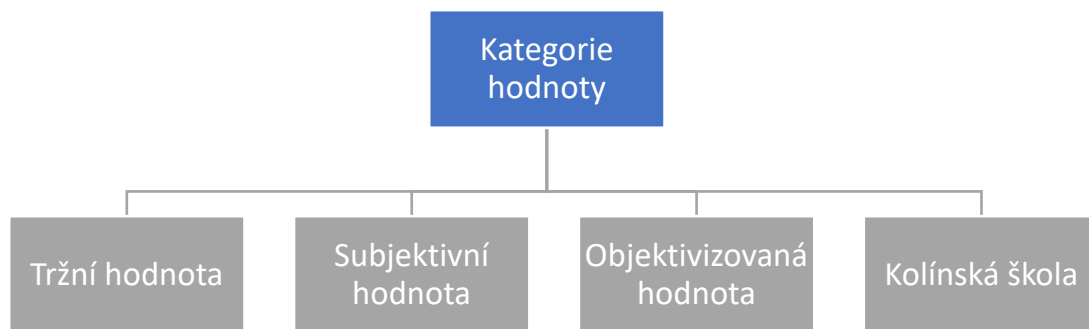 Kategorie
hodnoty
Tržní hodnota
Subjektivní
hodnota
Objektivizovaná
hodnota
Kolínská škola